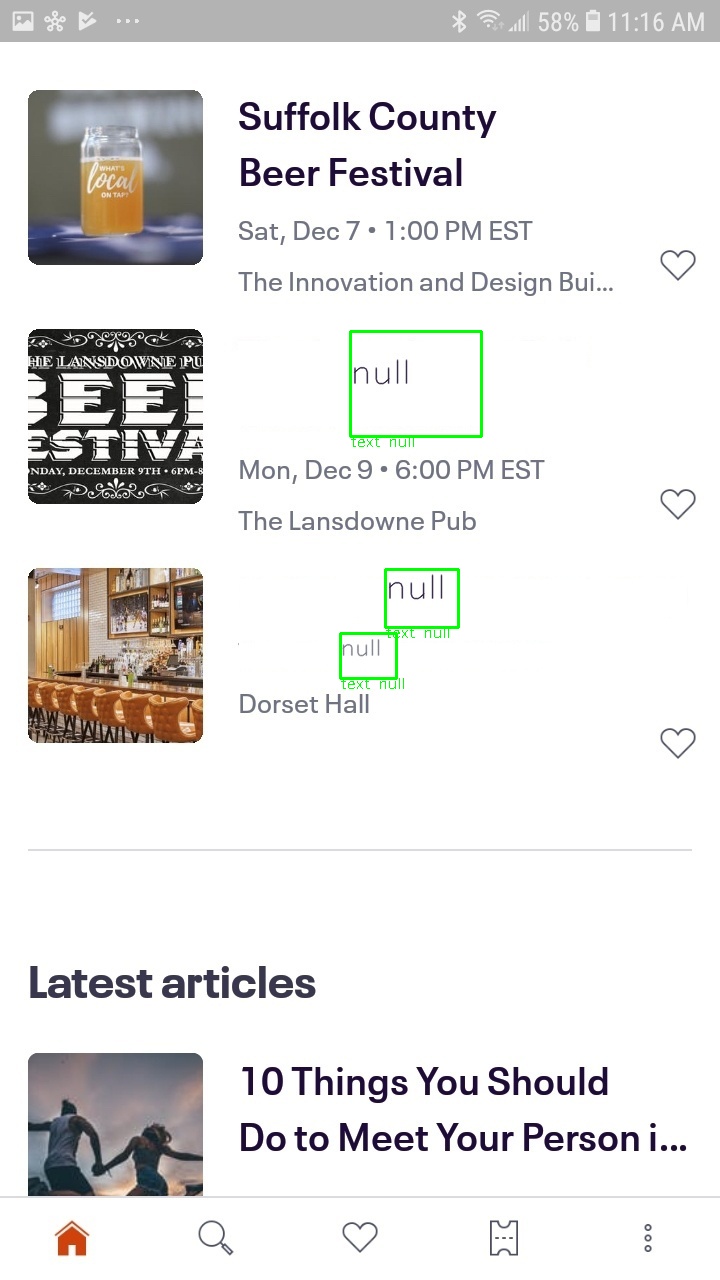 58% 11:16 AM
WHAT'S
local
ON TAP?
Suffolk County
Beer Festival
Sat, Dec 7 • 1:00 PM EST
The Innovation and Design Bui...
THE LANSDOWNE PU
BEE
ESTIVA
ONDAY, DECEMBER 9TH • 6PM-8
null
text null
Mon, Dec 9 • 6:00 PM EST
The Lansdowne Pub
null
text null
null
text null
Dorset Hall
Latest articles
10 Things You Should
Do to Meet Your Person i...